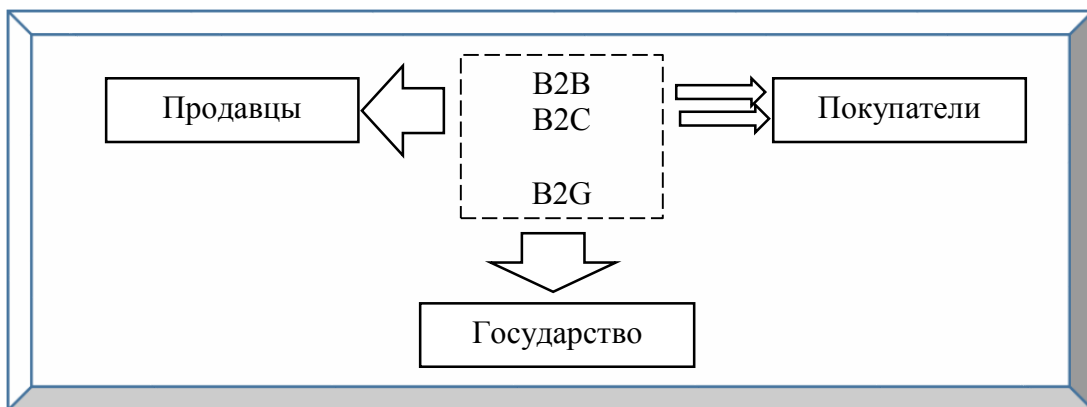 B2B
Продавцы
B2C
Покупатели
B2G
Государство